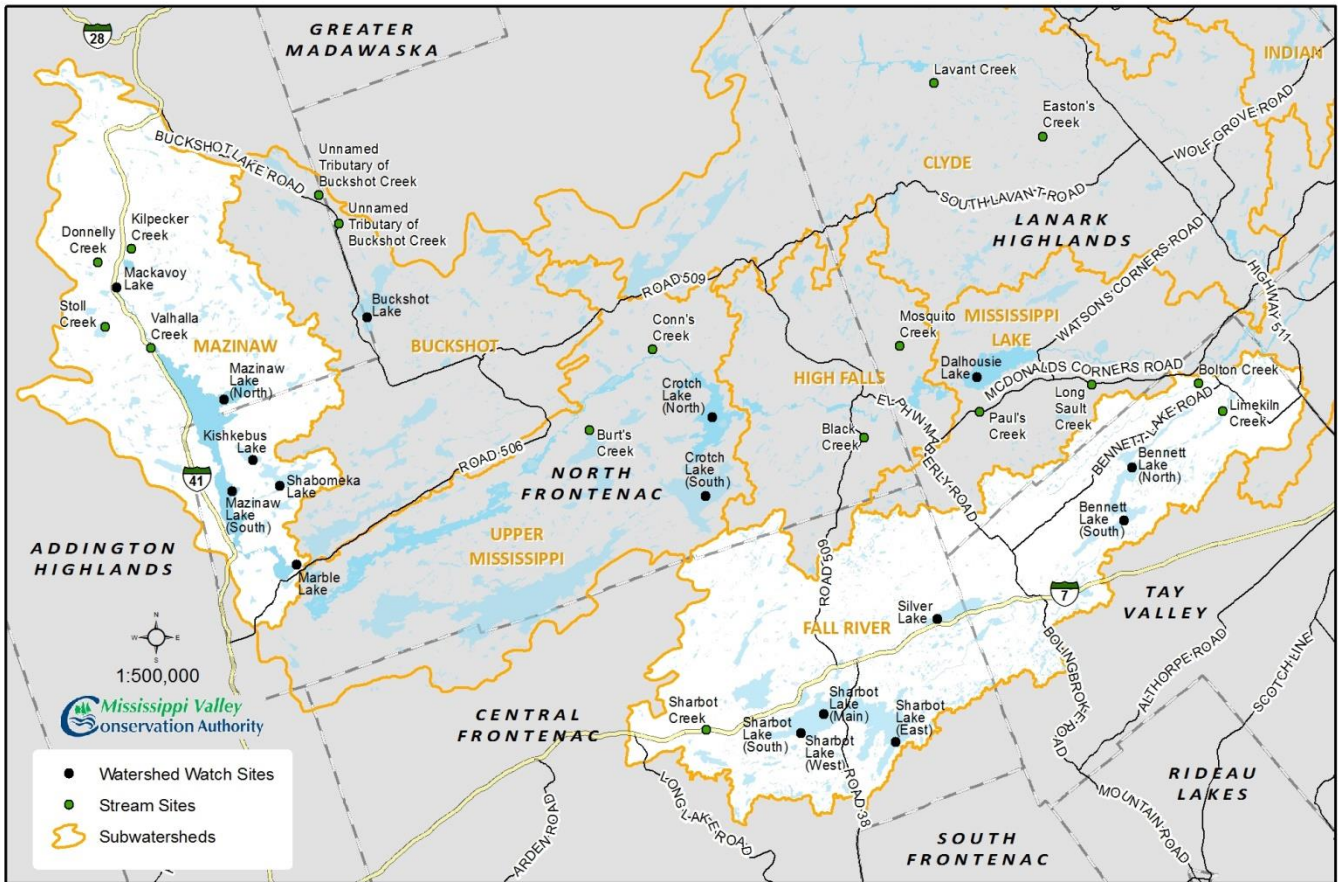 28
GREATER
MADAWASKA
INDIAN
Lavant Creek
Easton's
Creek
WOLF GROVE ROAD
BUCKSHOT LAKE ROAD
Unnamed
Tributary of
Buckshot Creek
Unnamed
Tributary of
Buckshot Creek
CLYDE
SOUTH LAVANT ROAD
LANARK
HIGHLANDS
Kilpecker
Creek
Donnelly
Creek
Mackavoy
Lake
Stoll
Creek
Valhalla
Creek
MAZINAW
Buckshot
Lake
BUCKSHOT
ROAD 509
Conn's
Creek
Mosquito
Creek
MISSISSIPPI
LAKE
WATSONS CORNERS ROAD
HIGHWAY 511
Dalhousie
Lake
MCDONALDS CORNERS ROAD
Bolton Creek
Mazinaw
Lake
(North)
Crotch Lake
(North)
HIGH FALLS
ELPHIN MABERLY ROAD
Long
Sault
Creek
Limekiln
Creek
Paul's
Creek
BENNETT LAKE ROAD
Kishkebus
Lake
ROAD 506
Burt's
Creek
Black
Creek
Bennett
Lake
(North)
41
Shabomeka
Lake
Mazinaw
Lake
(South)
NORTH
FRONTENAC
Crotch
Lake
(South)
Bennett
Lake
(South)
UPPER
MISSISSIPPI
ROAD 509
ADDINGTON
HIGHLANDS
Marble
Lake
7
TAY
VALLEY
Silver
Lake
FALL RIVER
N
W
E
S
1:500,000
Mississippi Valley
Conservation Authority
BOLINGBROKE ROAD
ALTHORPE ROAD
SCOTCH LINE
CENTRAL
FRONTENAC
Sharbot
Creek
Sharbot
Lake
(South)
Sharbot
Lake
(Main)
Sharbot
Lake
(West)
Sharbot
Lake
(East)
RIDEAU
LAKES
Watershed Watch Sites
Stream Sites
Subwatersheds
ARDEN ROAD
LONG LAKE ROAD
ROAD 38
SOUTH
FRONTENAC
MOUNTAIN ROAD